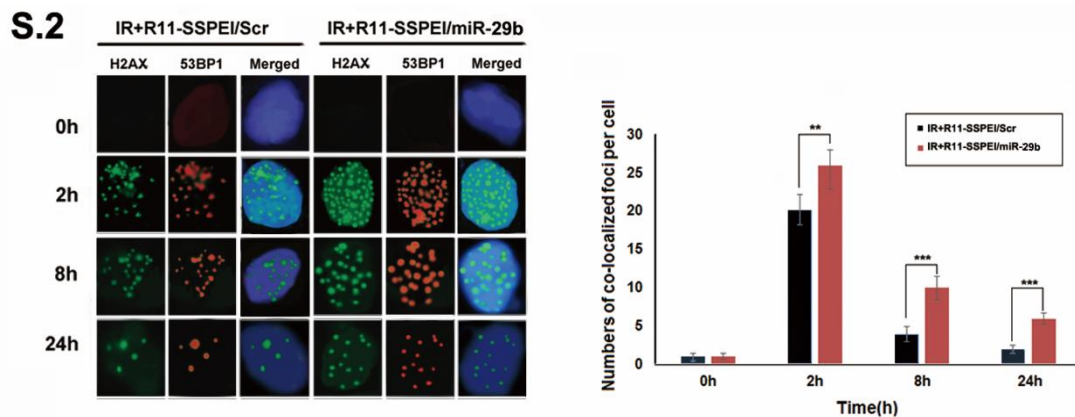 S.2
IR+R11-SSPEI/Scr IR+R11-SSPEI/miR-29b
H2AX 53BP1 Merged H2AX 53BP1 Merged
0h
2h
8h
24h
Numbers of co-localized foci per cell
30
25
20
15
10
5
0
**
***
***
IR+R11-SSPEI/Scr
IR+R11-SSPEI/miR-29b
0h 2h 8h 24h
Time(h)